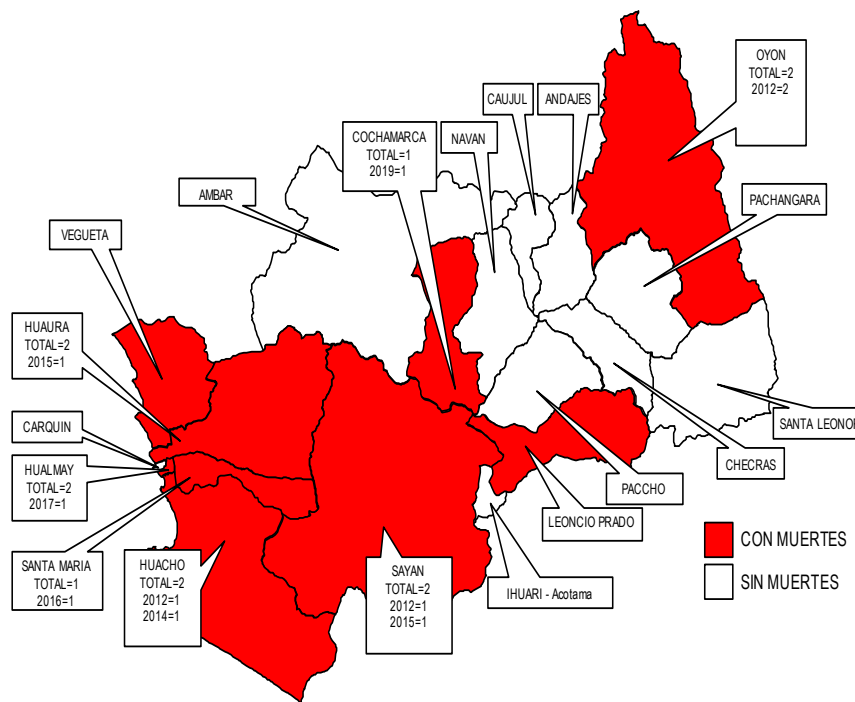 OYON
TOTAL=2
2012=2
CAUJUL
ANDAJES
COCHAMARCA
TOTAL=1
2019=1
NAVAN
AMBAR
PACHANGARA
VEGUETA
HUAURA
TOTAL=2
2015=1
CARQUIN
HUALMAY
TOTAL=2
2017=1
SANTA MARIA
TOTAL=1
2016=1
HUACHO
TOTAL=2
2012=1
2014=1
SAYAN
TOTAL=2
2012=1
2015=1
IHUARI - Acotama
LEONCIO PRADO
PACCHO
CHECRAS
SANTA LEONOR
CON MUERTES
SIN MUERTES